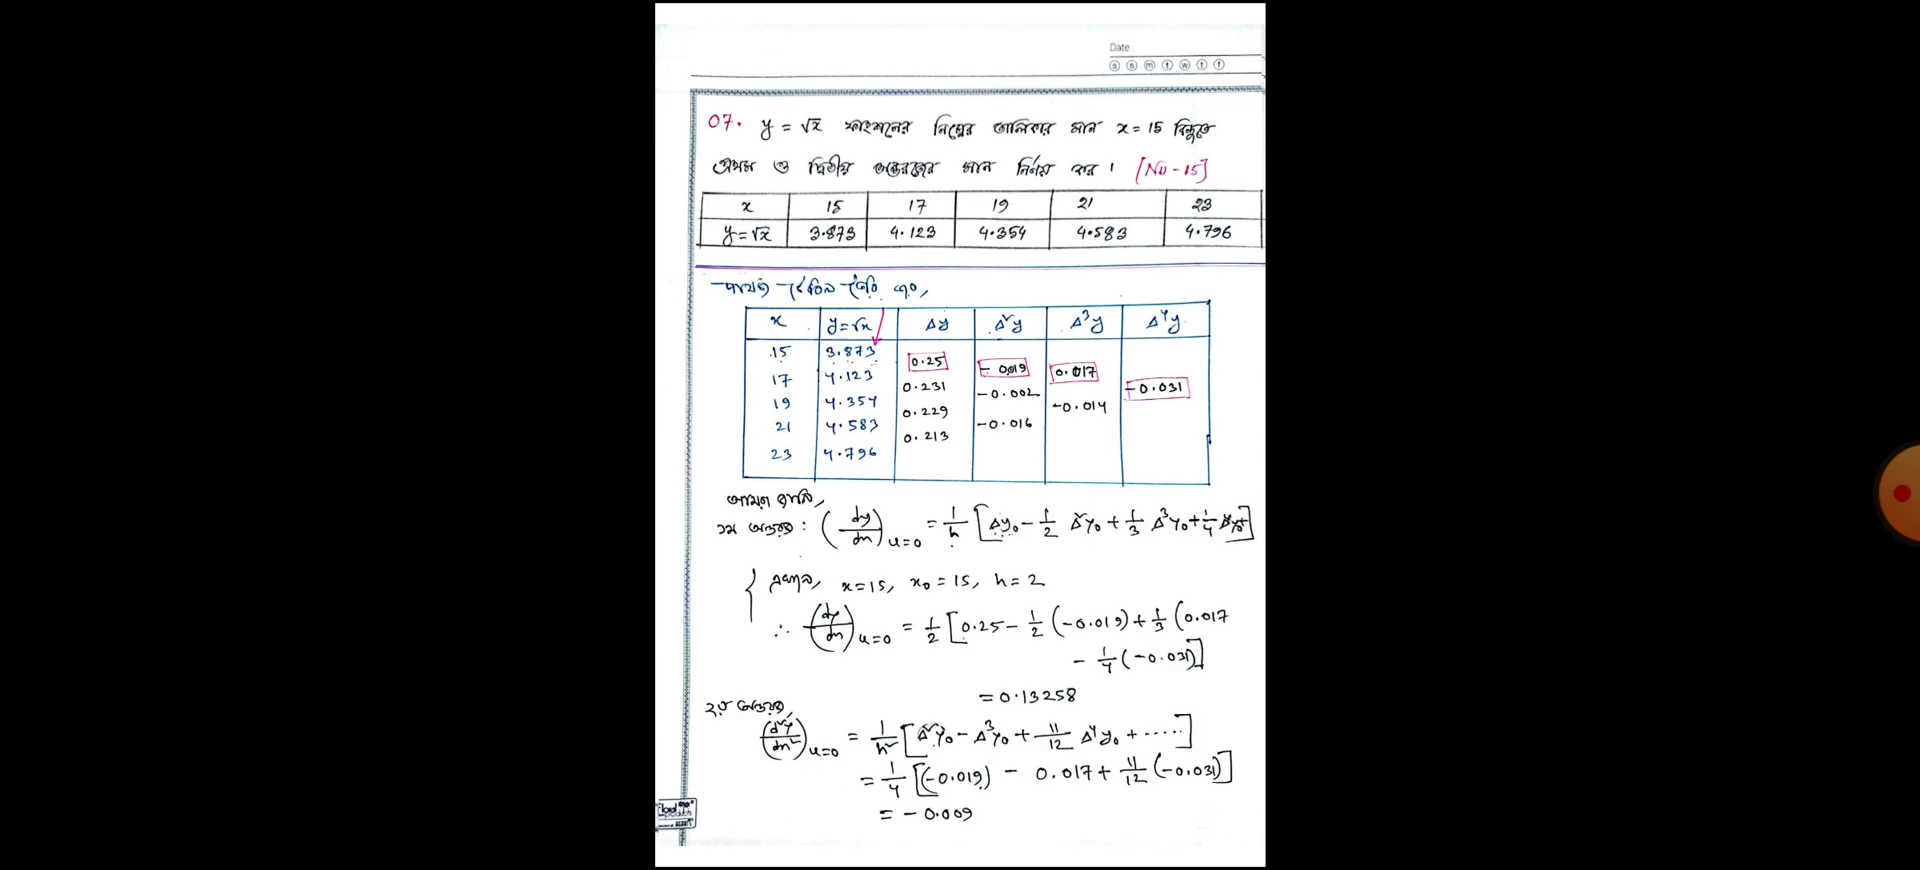 Date
s s m t w t f
07. y = √x ফাংশনের নিম্নের তালিকার মান x = 15 বিন্দুতে
প্রথম ও দ্বিতীয় অন্তরজের মান নির্ণয় কর। [NU-15]
x 15 17 19 21 23
y=√x 3.873 4.123 4.354 4.583 4.796
পার্থক্য টেবিল তৈরি
x y=√x Δy Δ²y Δ³y Δ⁴y
15 3.873
0.25 -0.019 0.017
17 4.123
0.231 -0.002 -0.031
19 4.354
0.229 -0.014
21 4.583 -0.016
0.213
23 4.796
আমরা জানি,
১ম অন্তরজ : (dy/dx)u=0 = 1/h [Δy₀ - 1/2 Δ²y₀ + 1/3 Δ³y₀ + 1/4
এখানে, x=15, x₀=15, h=2
∴ (dy/dx)u=0 = 1/2 [0.25 - 1/2 (-0.019) + 1/3 (0.017
- 1/4 (-0.031)]
= 0.13258
২য় অন্তরজ,
(d²y/dx²)u=0 = 1/h² [Δ²y₀ - Δ³y₀ + 11/12 Δ⁴y₀ + .....]
= 1/4 [(-0.019) - 0.017 + 11/12 (-0.031)]
= -0.009